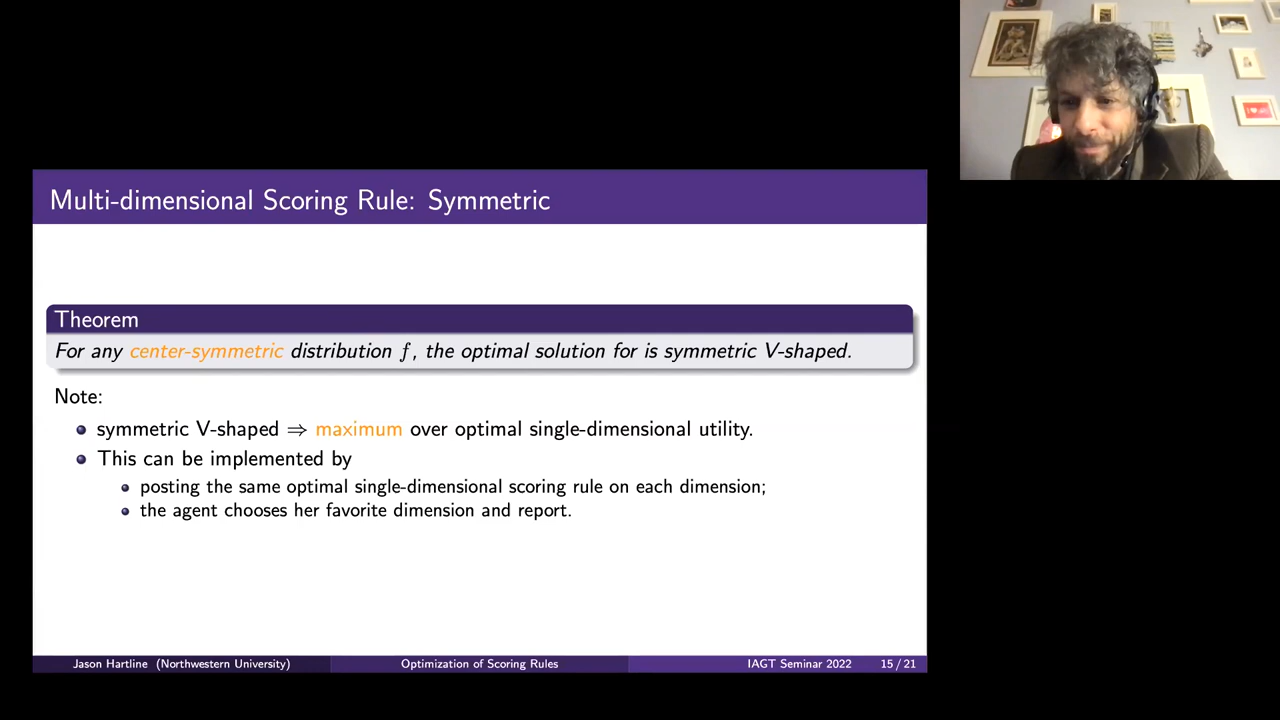 Multi-dimensional Scoring Rule: Symmetric
Theorem
For any center-symmetric distribution f, the optimal solution for is symmetric V-shaped.
Note:
symmetric V-shaped ⇒ maximum over optimal single-dimensional utility.
This can be implemented by
posting the same optimal single-dimensional scoring rule on each dimension;
the agent chooses her favorite dimension and report.
Jason Hartline (Northwestern University)
Optimization of Scoring Rules
IAGT Seminar 2022
15 / 21